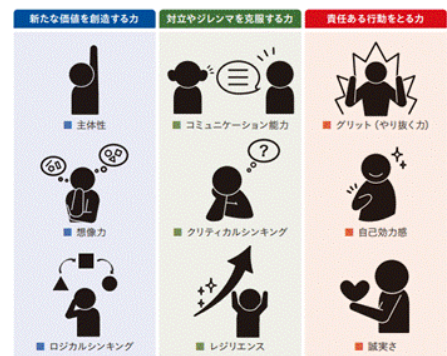 新たな価値を創造する力
対立やジレンマを克服する力
責任ある行動をとる力
主体性
コミュニケーション能力
グリット（やり抜く力）
?
想像力
クリティカルシンキング
自己効力感
ロジカルシンキング
レジリエンス
誠実さ